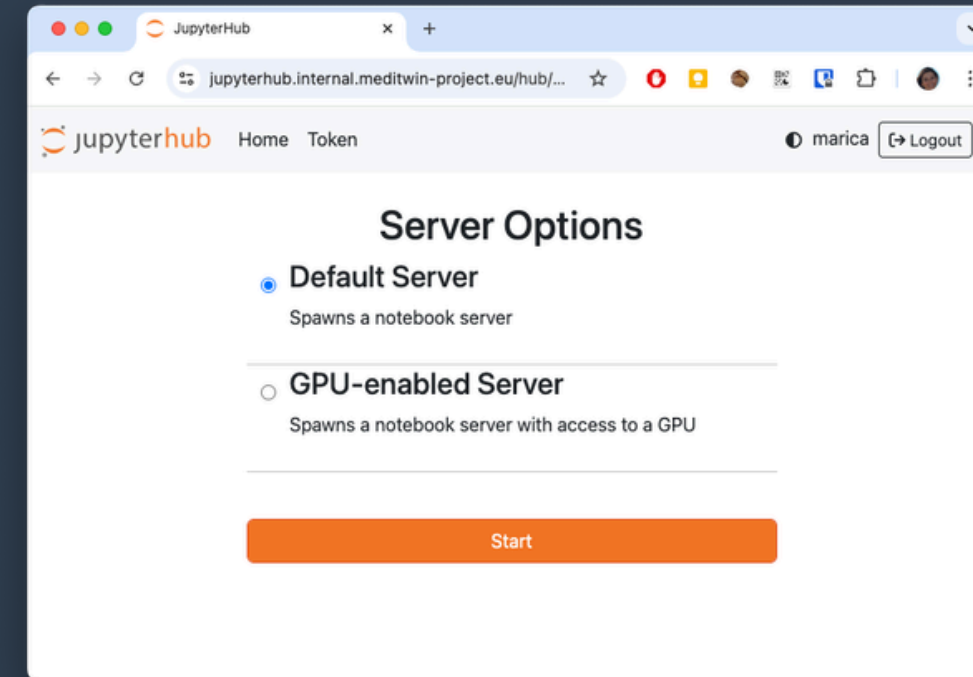 JupyterHub
jupyterhub.internal.meditwin-project.eu/hub/...
jupyterhub Home Token marica Logout
Server Options
Default Server
Spawns a notebook server
GPU-enabled Server
Spawns a notebook server with access to a GPU
Start